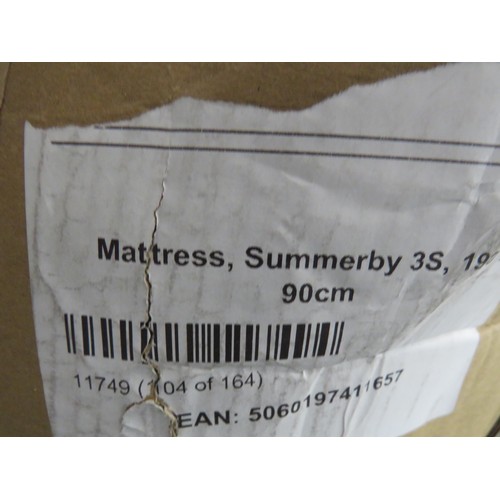 Mattress, Summerby 3S, 19
90cm
11749 (104 of 164)
EAN: 5060197411657